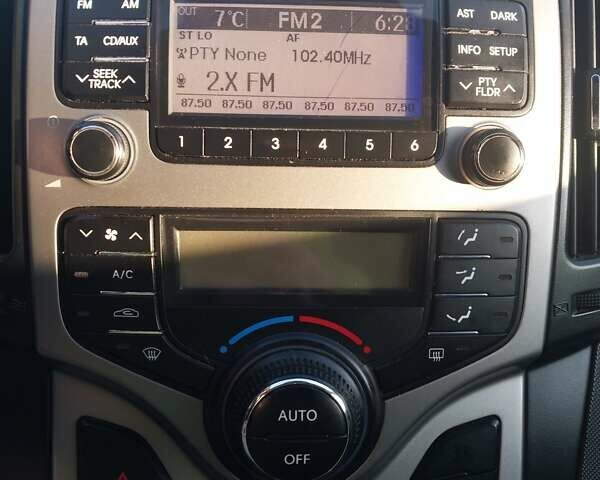 FM AM
OUT 7°C FM2 6:28
AST DARK
ST LO AF
TA CD/AUX
PTY None 102.40MHz
INFO SETUP
SEEK
TRACK
2.X FM
PTY
FLDR
87.50 87.50 87.50 87.50 87.50 87.50
1 2 3 4 5 6
A/C
AUTO
OFF